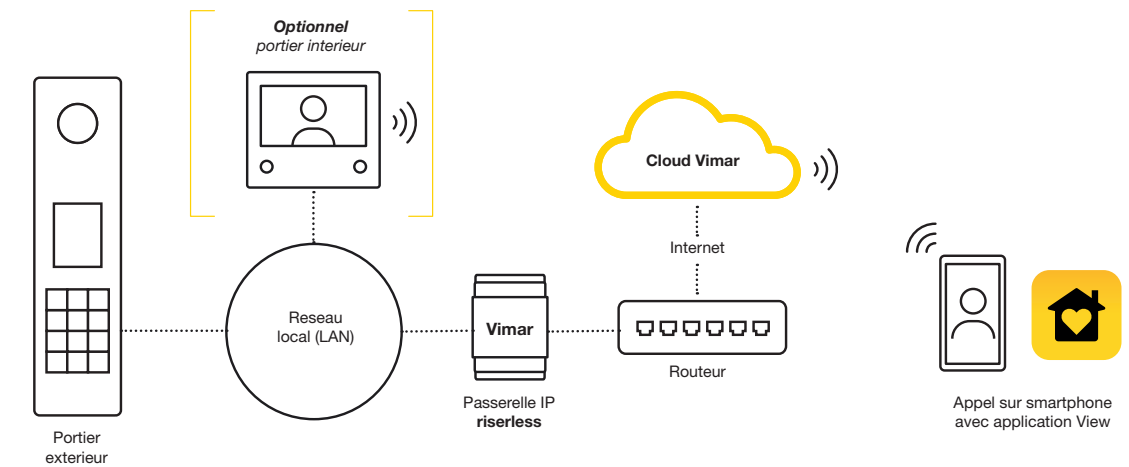 Optionnel
portier interieur
Cloud Vimar
Internet
Reseau
local (LAN)
Vimar
Routeur
Passerelle IP
riserless
Portier
exterieur
Appel sur smartphone
avec application View